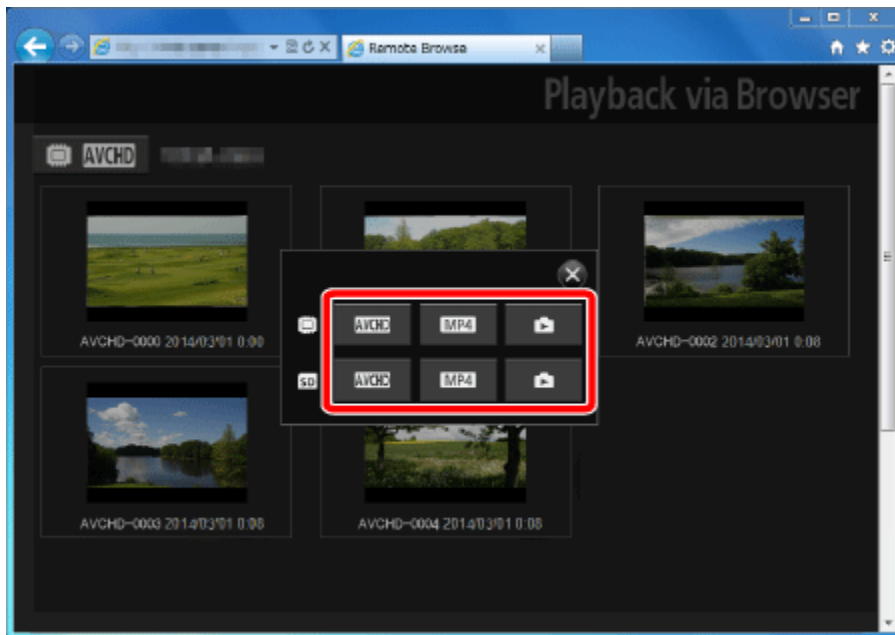 Remote Browse
Playback via Browser
AVCHD
AVCHD-0000 2014/03/01 0:00
AVCHD-0002 2014/03/01 0:08
AVCHD MP4
SD AVCHD MP4
AVCHD-0003 2014/03/01 0:08
AVCHD-0004 2014/03/01 0:08